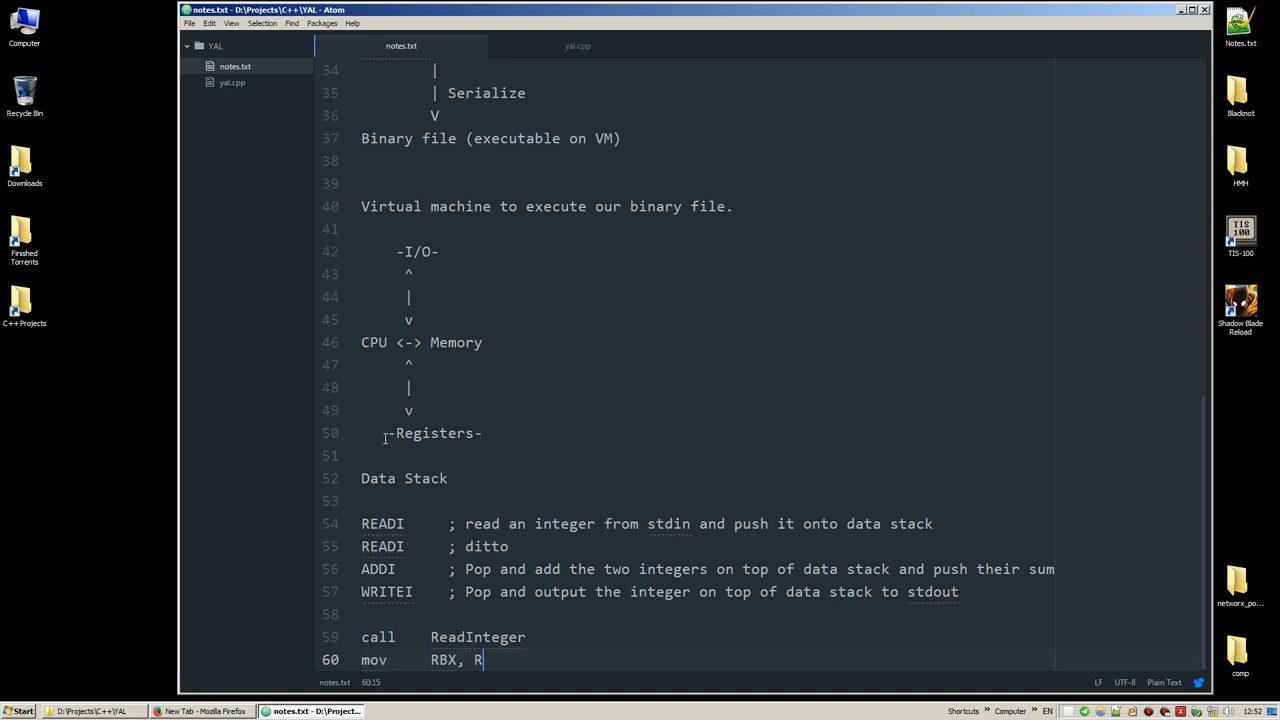 notes.txt - D:\Projects\C++\YAL - Atom
File Edit View Selection Find Packages Help
YAL
notes.txt
yal.cpp
notes.txt
yal.cpp
34 |
35 | Serialize
36 V
37 Binary file (executable on VM)
38
39
40 Virtual machine to execute our binary file.
41
42 -I/O-
43 ^
44 |
45 v
46 CPU <-> Memory
47 ^
48 |
49 v
50 -Registers-
51
52 Data Stack
53
54 READI ; read an integer from stdin and push it onto data stack
55 READI ; ditto
56 ADDI ; Pop and add the two integers on top of data stack and push their sum
57 WRITEI ; Pop and output the integer on top of data stack to stdout
58
59 call ReadInteger
60 mov RBX, R
notes.txt 60:15
LF UTF-8 Plain Text
Computer
Recycle Bin
Downloads
Finished
Torrents
C++ Projects
Notes.txt
Blacknot
HMH
TIS
100
TIS-100
Shadow Blade
Reload
networx_po...
comp
Start
D:\Projects\C++\YAL
New Tab - Mozilla Firefox
notes.txt - D:\Project...
Shortcuts »
Computer »
EN
12:52